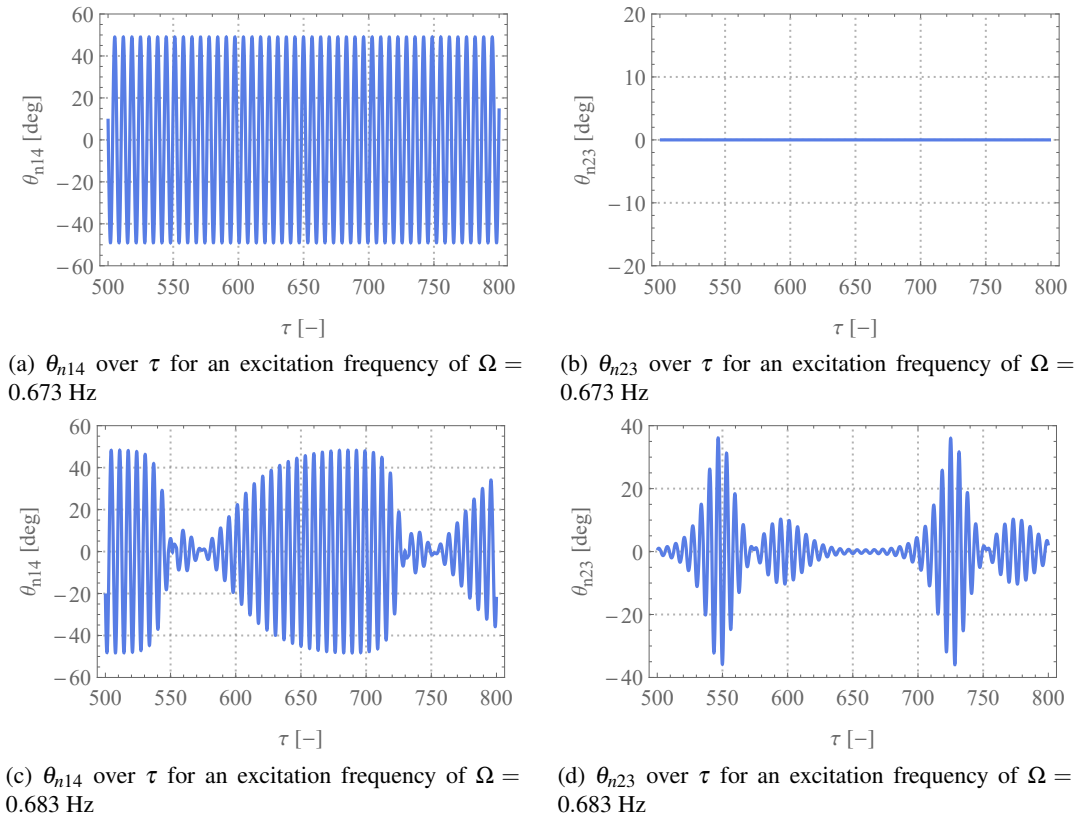 60
40
20
0
−20
−40
−60
θn14 [deg]
500 550 600 650 700 750 800
τ [−]
20
10
0
−10
−20
θn23 [deg]
500 550 600 650 700 750 800
τ [−]
(a) θn14 over τ for an excitation frequency of Ω =
0.673 Hz
(b) θn23 over τ for an excitation frequency of Ω =
0.673 Hz
60
40
20
0
−20
−40
−60
θn14 [deg]
500 550 600 650 700 750 800
τ [−]
40
20
0
−20
−40
θn23 [deg]
500 550 600 650 700 750 800
τ [−]
(c) θn14 over τ for an excitation frequency of Ω =
0.683 Hz
(d) θn23 over τ for an excitation frequency of Ω =
0.683 Hz